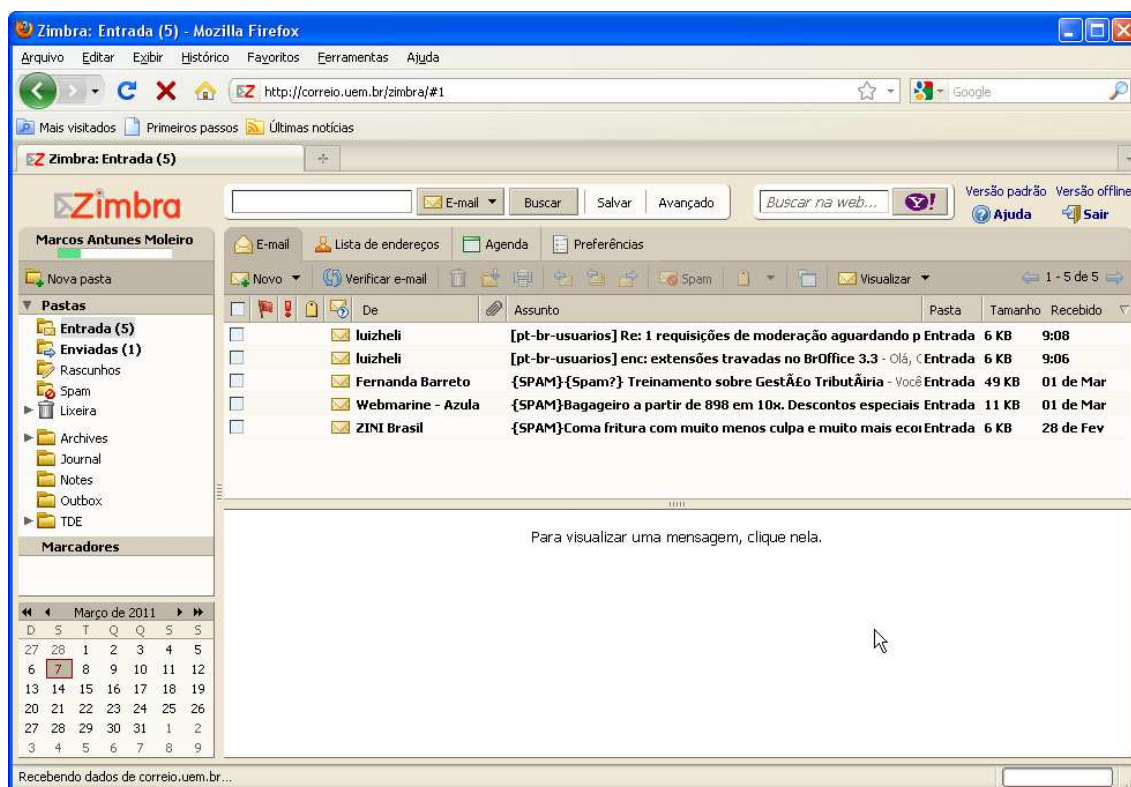 Zimbra: Entrada (5) - Mozilla Firefox
Arquivo Editar Exibir Histórico Favoritos Ferramentas Ajuda
http://correio.uem.br/zimbra/#1 Google
Mais visitados Primeiros passos Últimas notícias
Zimbra: Entrada (5)
Zimbra E-mail Buscar Salvar Avançado Buscar na web... Y! Versão padrão Versão offline
Ajuda Sair
Marcos Antunes Moleiro E-mail Lista de endereços Agenda Preferências
Nova pasta Novo Verificar e-mail Spam Visualizar 1 - 5 de 5
Pastas De Assunto Pasta Tamanho Recebido
Entrada (5)
Enviadas (1)
Rascunhos
Spam
Lixeira
Archives
Journal
Notes
Outbox
TDE
Marcadores
luizheli [pt-br-usuarios] Re: 1 requisições de moderação aguardando p Entrada 6 KB 9:08
luizheli [pt-br-usuarios] enc: extensões travadas no BrOffice 3.3 - Olá, Entrada 6 KB 9:06
Fernanda Barreto {SPAM}{Spam?} Treinamento sobre GestÃ£o TributÃiria - Você Entrada 49 KB 01 de Mar
Webmarine - Azula {SPAM}Bagageiro a partir de 898 em 10x. Descontos especiais Entrada 11 KB 01 de Mar
ZINI Brasil {SPAM}Coma fritura com muito menos culpa e muito mais eco Entrada 6 KB 28 de Fev
Para visualizar uma mensagem, clique nela.
Março de 2011
D S T Q Q S S
27 28 1 2 3 4 5
6 7 8 9 10 11 12
13 14 15 16 17 18 19
20 21 22 23 24 25 26
27 28 29 30 31 1 2
3 4 5 6 7 8 9
Recebendo dados de correio.uem.br...